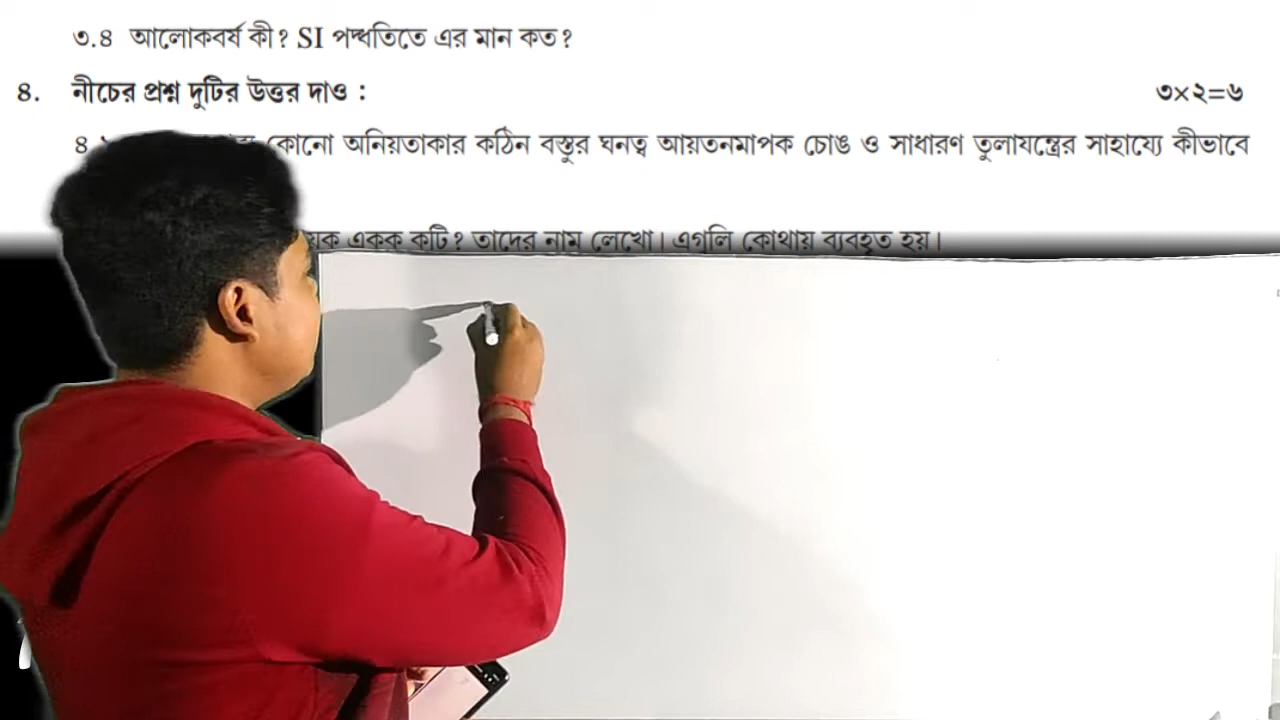 ৩.৪ আলোকবর্ষ কী? SI পদ্ধতিতে এর মান কত?
৪. নীচের প্রশ্ন দুটির উত্তর দাও : ৩×২=৬
কোনো অনিয়তাকার কঠিন বস্তুর ঘনত্ব আয়তনমাপক চোঙ ও সাধারণ তুলাযন্ত্রের সাহায্যে কীভাবে
একক কটি? তাদের নাম লেখো। এগুলি কোথায় ব্যবহৃত হয়।